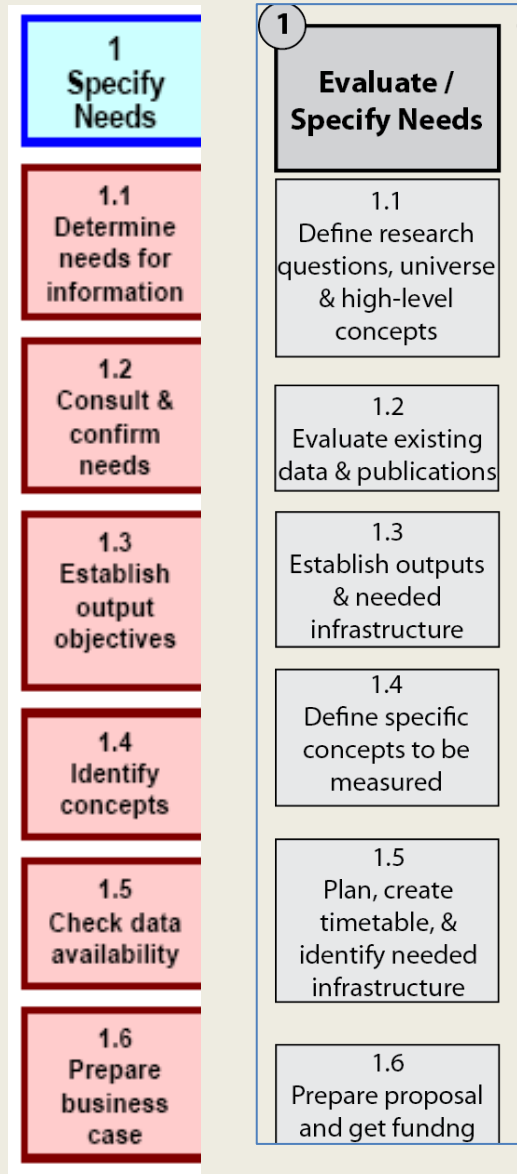 1
Specify
Needs
1.1
Determine
needs for
information
1.2
Consult &
confirm
needs
1.3
Establish
output
objectives
1.4
Identify
concepts
1.5
Check data
availability
1.6
Prepare
business
case
1
Evaluate /
Specify Needs
1.1
Define research
questions, universe
& high-level
concepts
1.2
Evaluate existing
data & publications
1.3
Establish outputs
& needed
infrastructure
1.4
Define specific
concepts to be
measured
1.5
Plan, create
timetable, &
identify needed
infrastructure
1.6
Prepare proposal
and get fundng